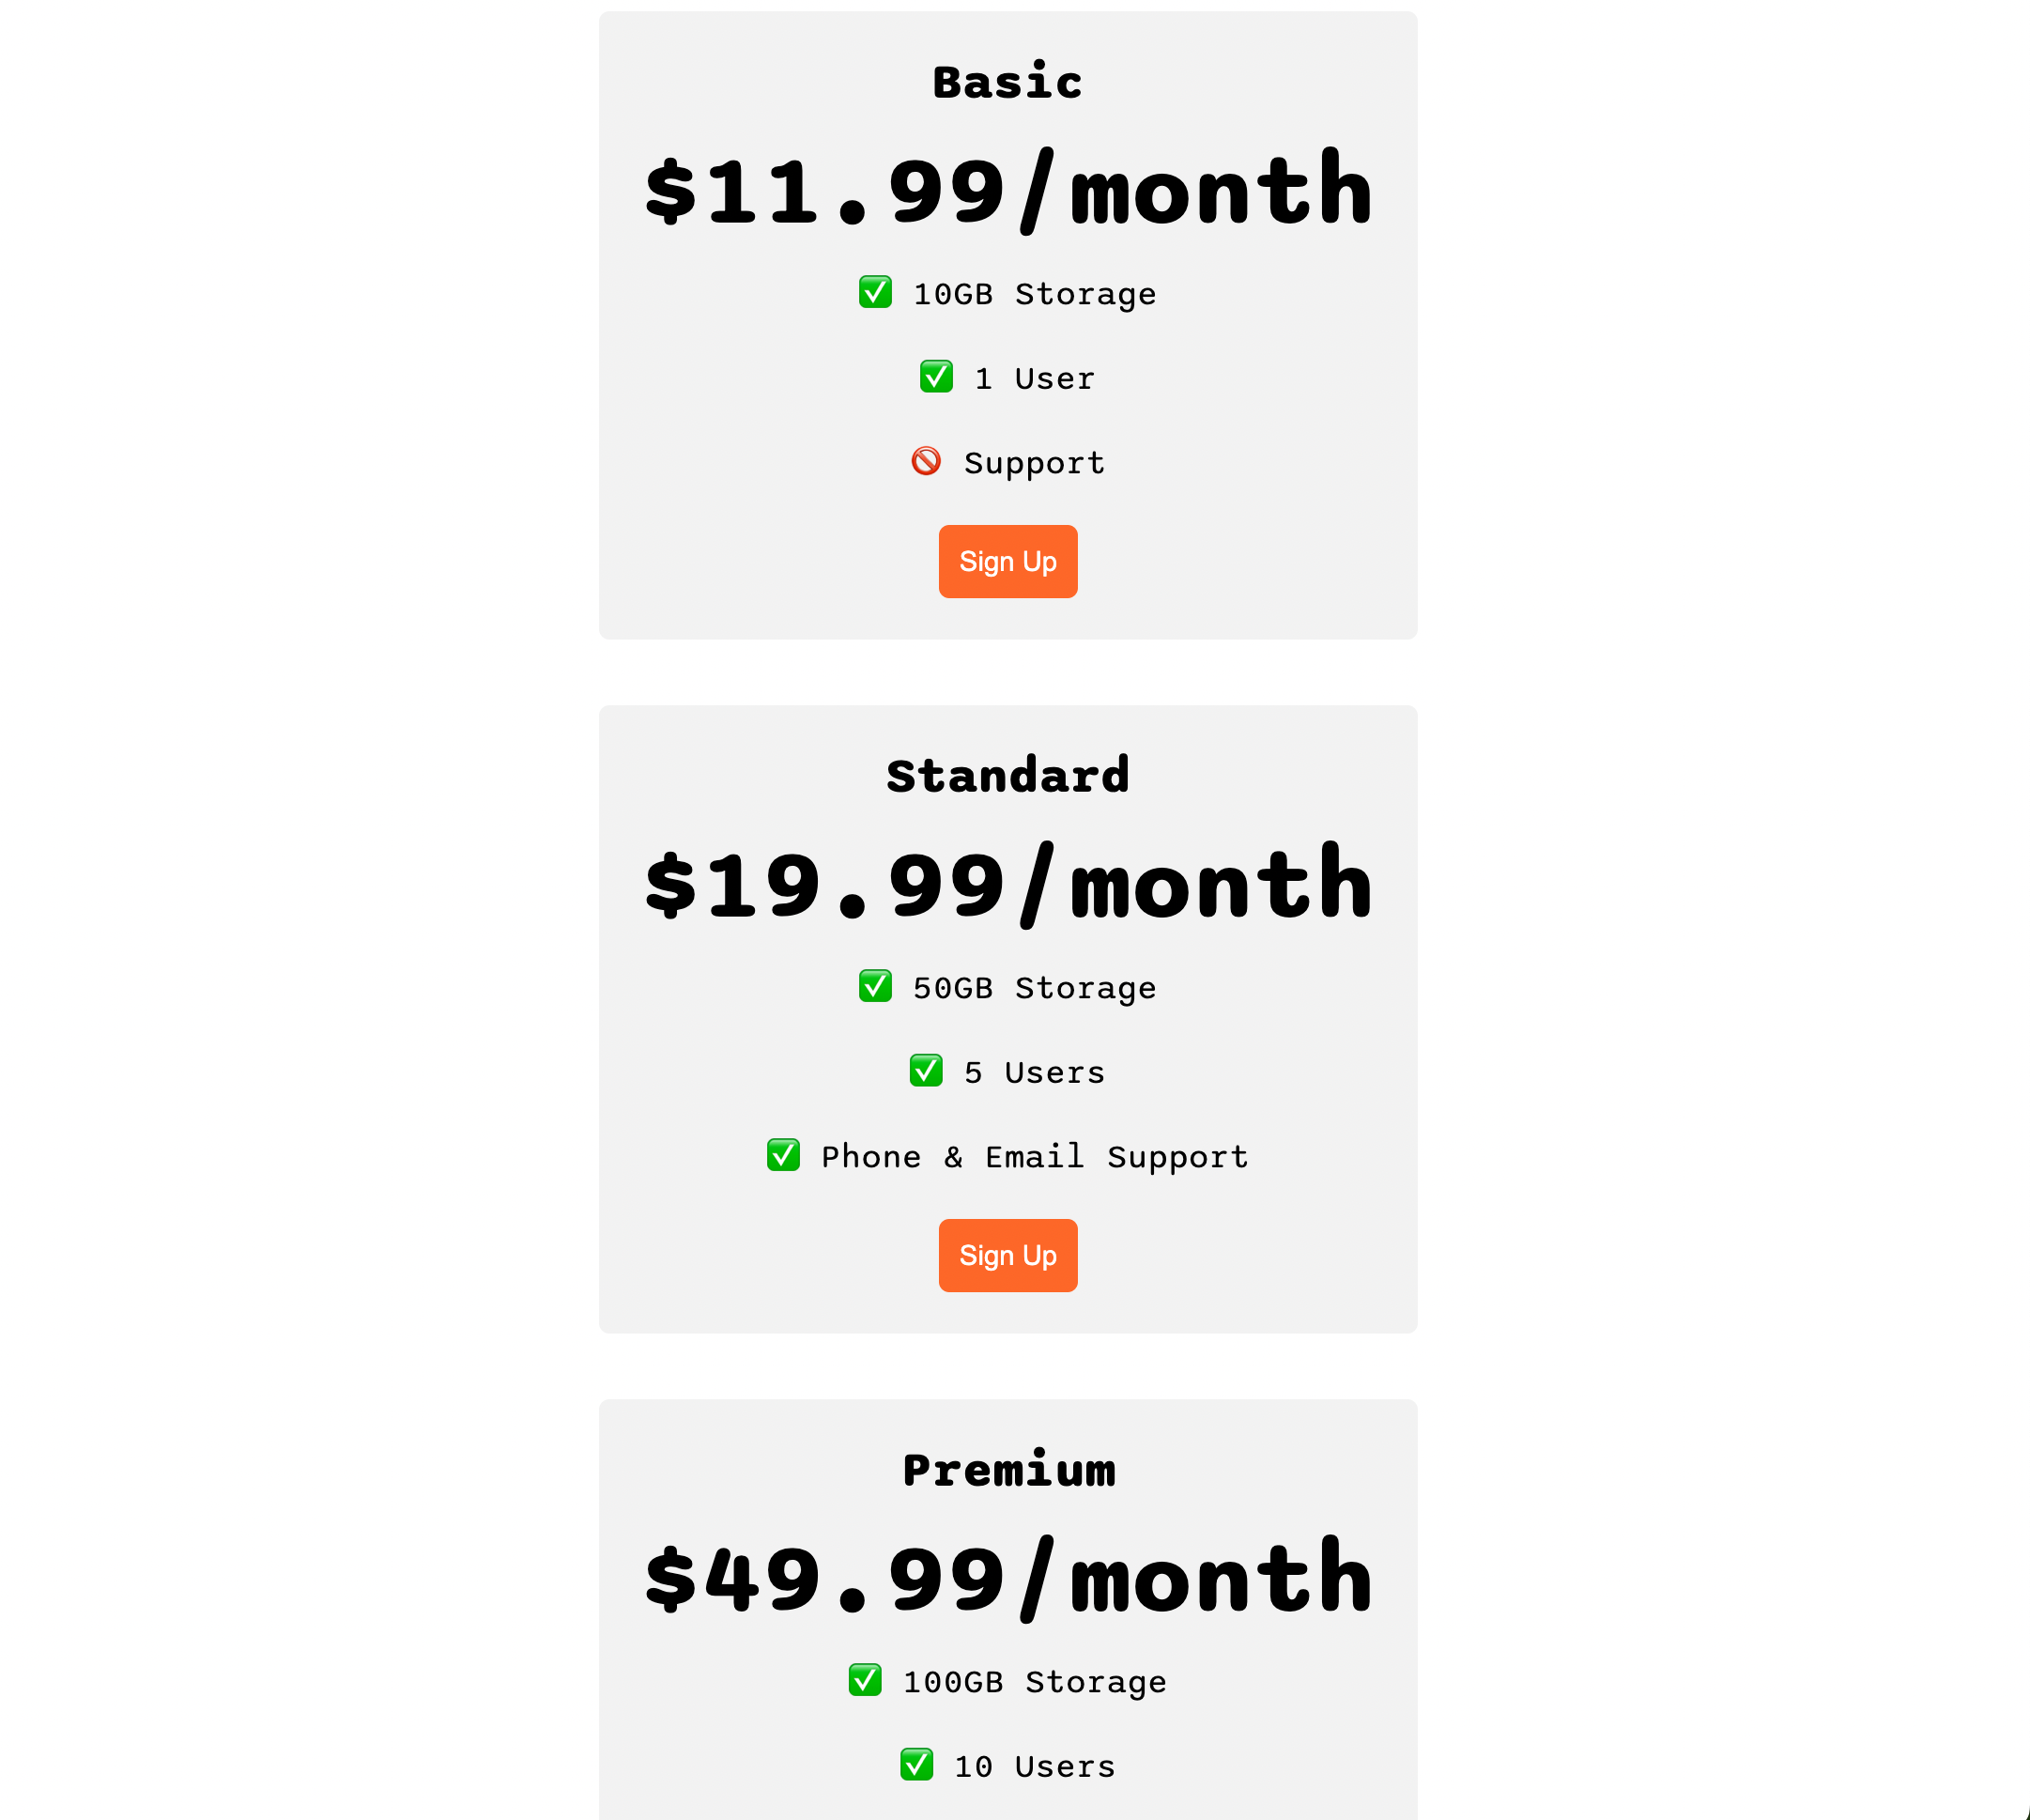 Basic
$11.99/month
✅ 10GB Storage
✅ 1 User
🚫 Support
Sign Up
Standard
$19.99/month
✅ 50GB Storage
✅ 5 Users
✅ Phone & Email Support
Sign Up
Premium
$49.99/month
✅ 100GB Storage
✅ 10 Users